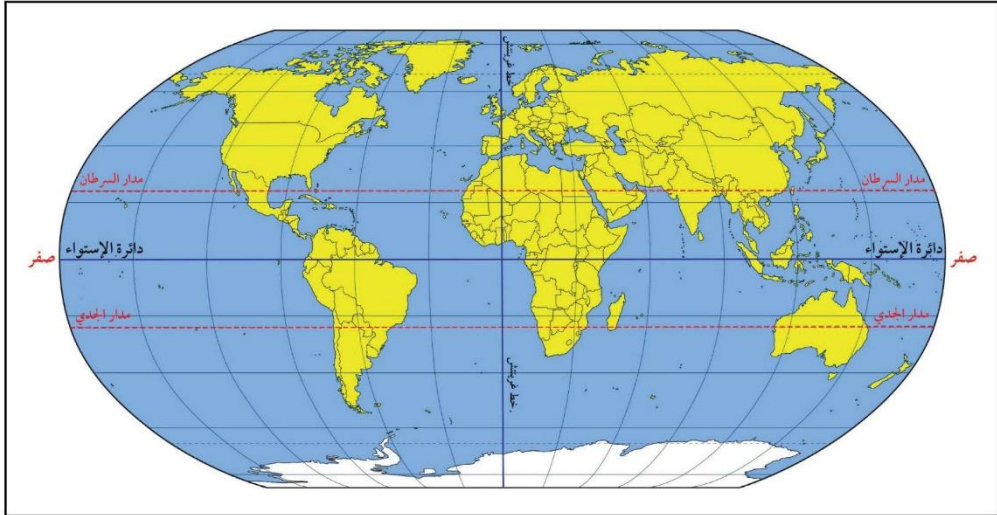 خط غرينتش
مدار السرطان
مدار السرطان
دائرة الإستواء
دائرة الإستواء
صفر
صفر
مدار الجدي
مدار الجدي
خط غرينتش